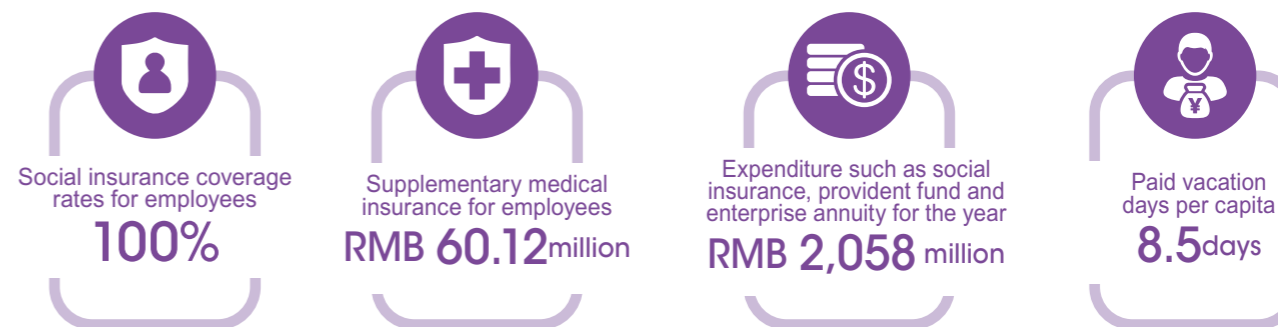 Social insurance coverage
rates for employees
100%
Supplementary medical
insurance for employees
RMB 60.12million
Expenditure such as social
insurance, provident fund and
enterprise annuity for the year
RMB 2,058 million
Paid vacation
days per capita
8.5days